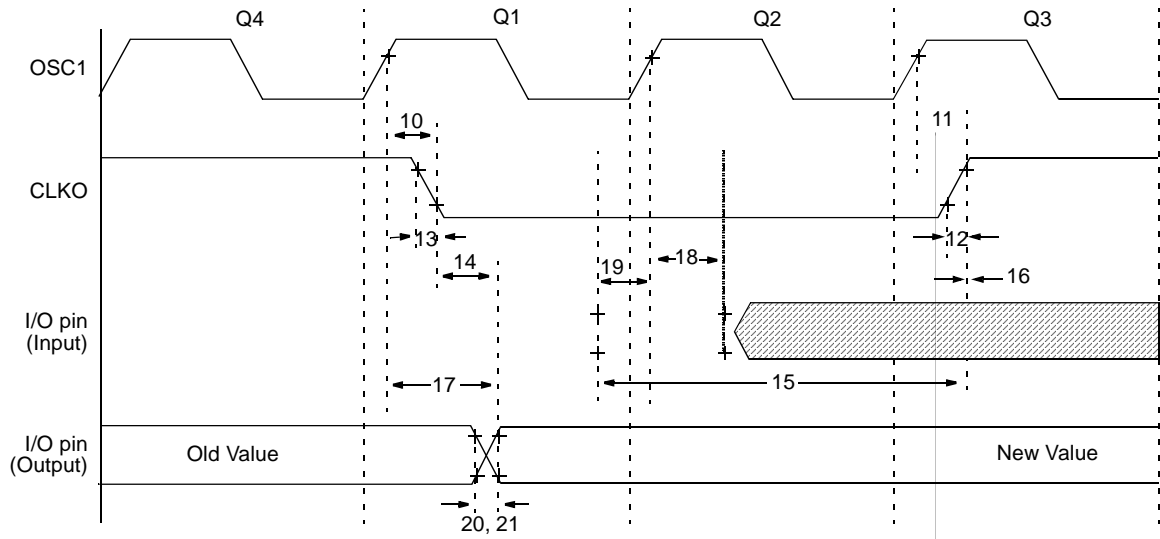 Q4 Q1 Q2 Q3
OSC1
10 11
CLKO
13 12
14 19 18 16
I/O pin
(Input)
17 15
I/O pin
(Output)
Old Value New Value
20, 21